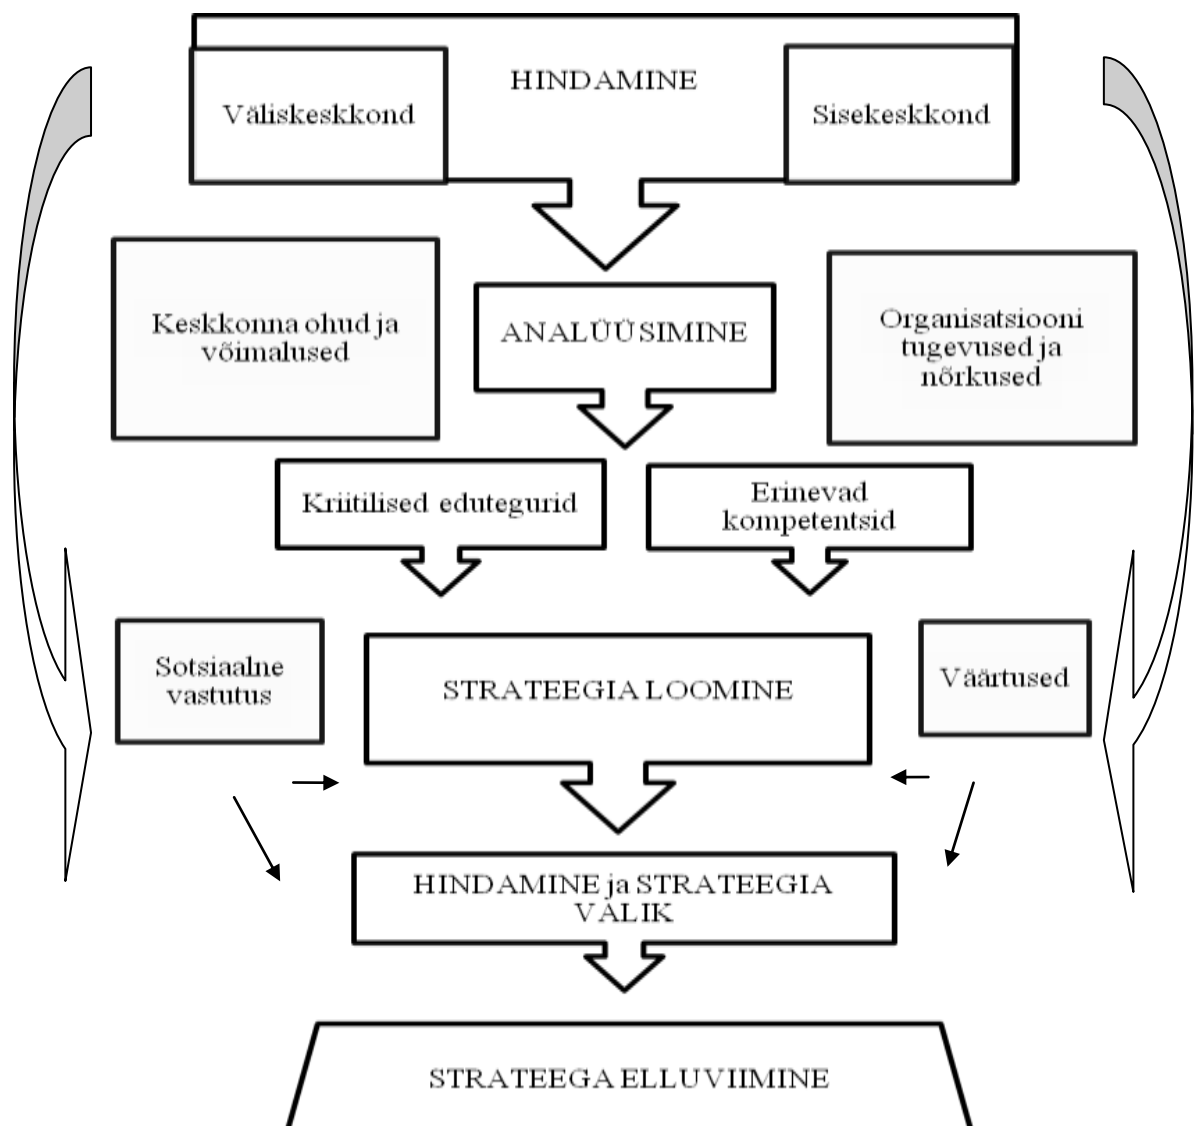 HINDAMINE
Väliskeskkond
Sisekeskkond
Keskkonna ohud ja
võimalused
ANALÜÜSIMINE
Organisatsiooni
tugevused ja
nõrkused
Kriitilised edutegurid
Erinevad
kompetentsid
Sotsiaalne
vastutus
STRATEEGIA LOOMINE
Väärtused
HINDAMINE ja STRATEEGIA
VALIK
STRATEEGA ELLUVIIMINE